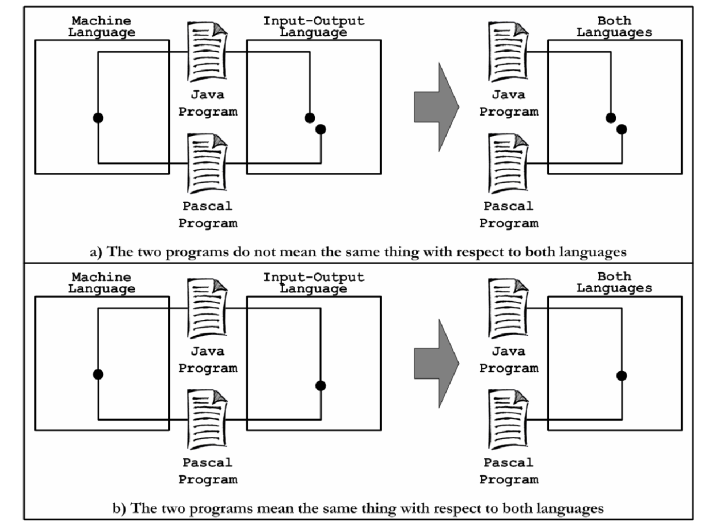 Machine
Language
Input-Output
Language
Both
Languages
Java
Program
Java
Program
Pascal
Program
Pascal
Program
a) The two programs do not mean the same thing with respect to both languages
Machine
Language
Input-Output
Language
Both
Languages
Java
Program
Java
Program
Pascal
Program
Pascal
Program
b) The two programs mean the same thing with respect to both languages